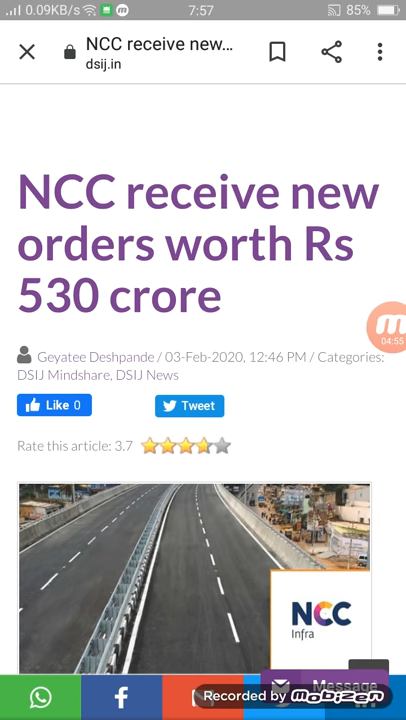 0.09KB/s 7:57 85%
NCC receive new...
dsij.in
NCC receive new
orders worth Rs
530 crore
04:55
Geyatee Deshpande / 03-Feb-2020, 12:46 PM / Categories:
DSIJ Mindshare, DSIJ News
Like 0 Tweet
Rate this article: 3.7
NCC
Infra
Message
Recorded by mobizen